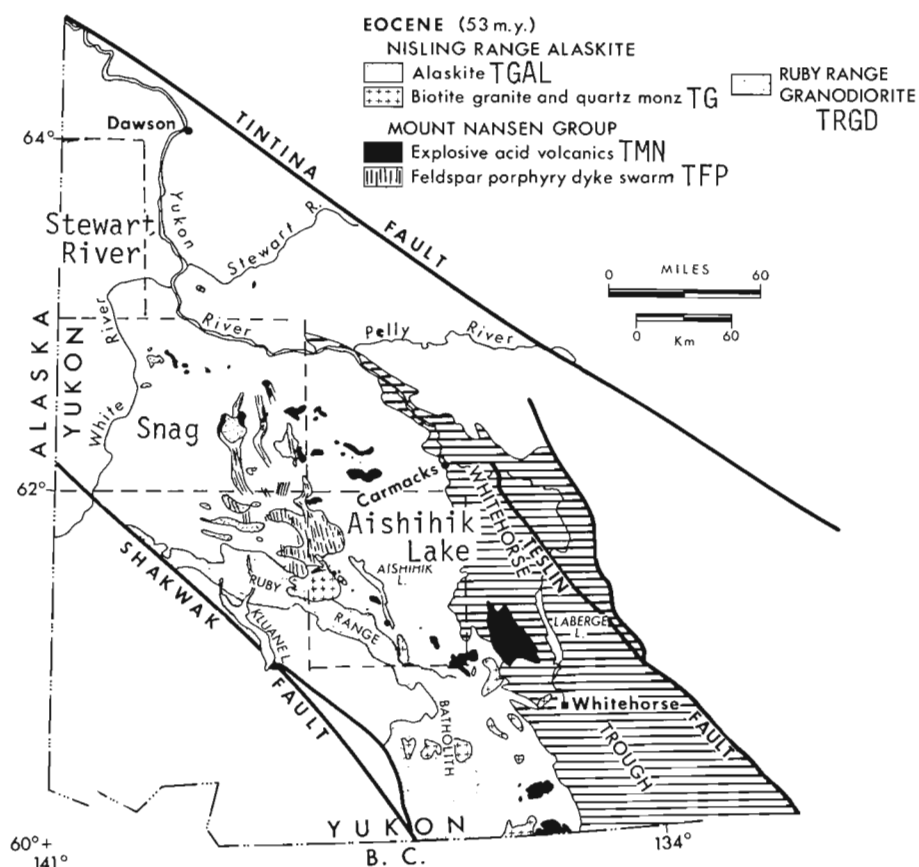 EOCENE (53 m.y.)
NISLING RANGE ALASKITE
Alaskite TGAL
Biotite granite and quartz monz TG
RUBY RANGE
GRANODIORITE
TRGD
MOUNT NANSEN GROUP
Explosive acid volcanics TMN
Feldspar porphyry dyke swarm TFP
64°
Dawson
TINTINA
FAULT
Yukon
Stewart R.
Stewart
River
0 MILES 60
0 Km 60
ALASKA
YUKON
White River
River
Pelly River
Snag
62°
Carmacks
WHITEHORSE
TESLIN
Aishihik
Lake
AISHIHIK
L.
SHAKWAK
FAULT
RUBY
RANGE
BATHOLITH
KLUANE L
LABERGE
L.
Whitehorse
FAULT
TROUGH
YUKON
B. C.
60°+
141°
134°